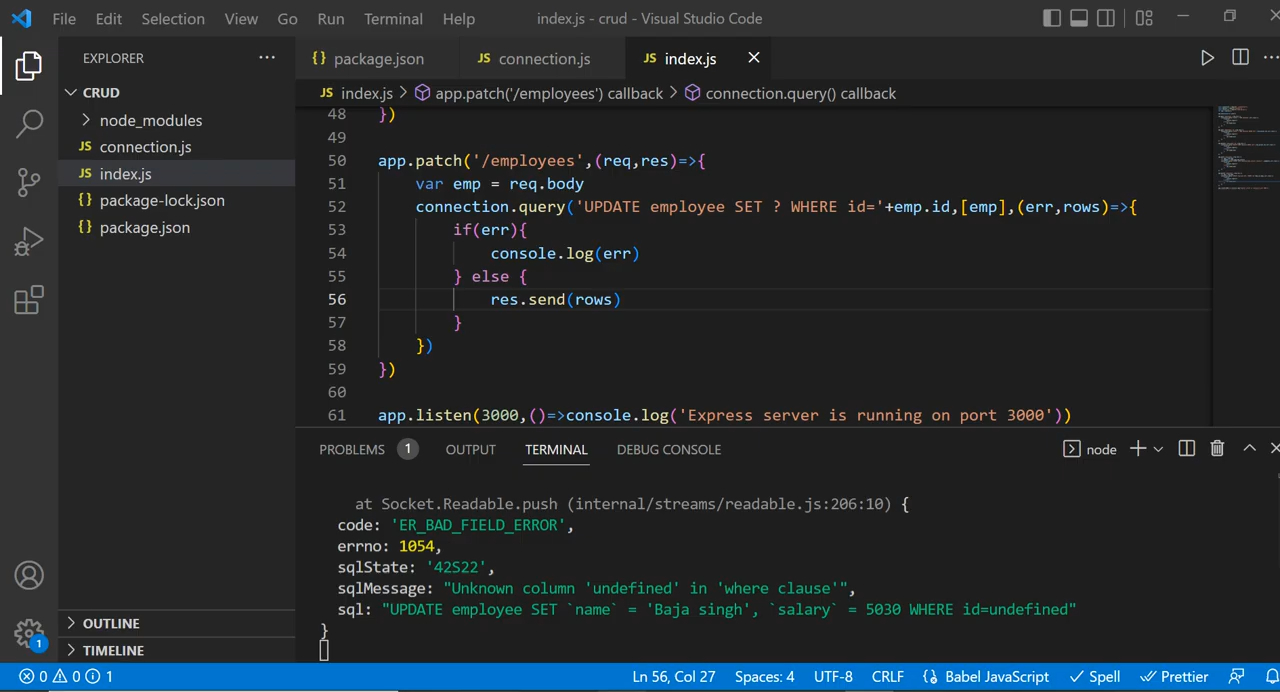 File Edit Selection View Go Run Terminal Help index.js - crud - Visual Studio Code
EXPLORER
CRUD
node_modules
JS connection.js
JS index.js
{} package-lock.json
{} package.json
OUTLINE
TIMELINE
{} package.json JS connection.js JS index.js
JS index.js > app.patch('/employees') callback > connection.query() callback
48 })
49
50 app.patch('/employees',(req,res)=>{
51 var emp = req.body
52 connection.query('UPDATE employee SET ? WHERE id='+emp.id,[emp],(err,rows)=>{
53 if(err){
54 console.log(err)
55 } else {
56 res.send(rows)
57 }
58 })
59 })
60
61 app.listen(3000,()=>console.log('Express server is running on port 3000'))
PROBLEMS 1 OUTPUT TERMINAL DEBUG CONSOLE node
at Socket.Readable.push (internal/streams/readable.js:206:10) {
code: 'ER_BAD_FIELD_ERROR',
errno: 1054,
sqlState: '42S22',
sqlMessage: "Unknown column 'undefined' in 'where clause'",
sql: "UPDATE employee SET `name` = 'Baja singh', `salary` = 5030 WHERE id=undefined"
}
1
0 0 1 Ln 56, Col 27 Spaces: 4 UTF-8 CRLF {} Babel JavaScript Spell Prettier